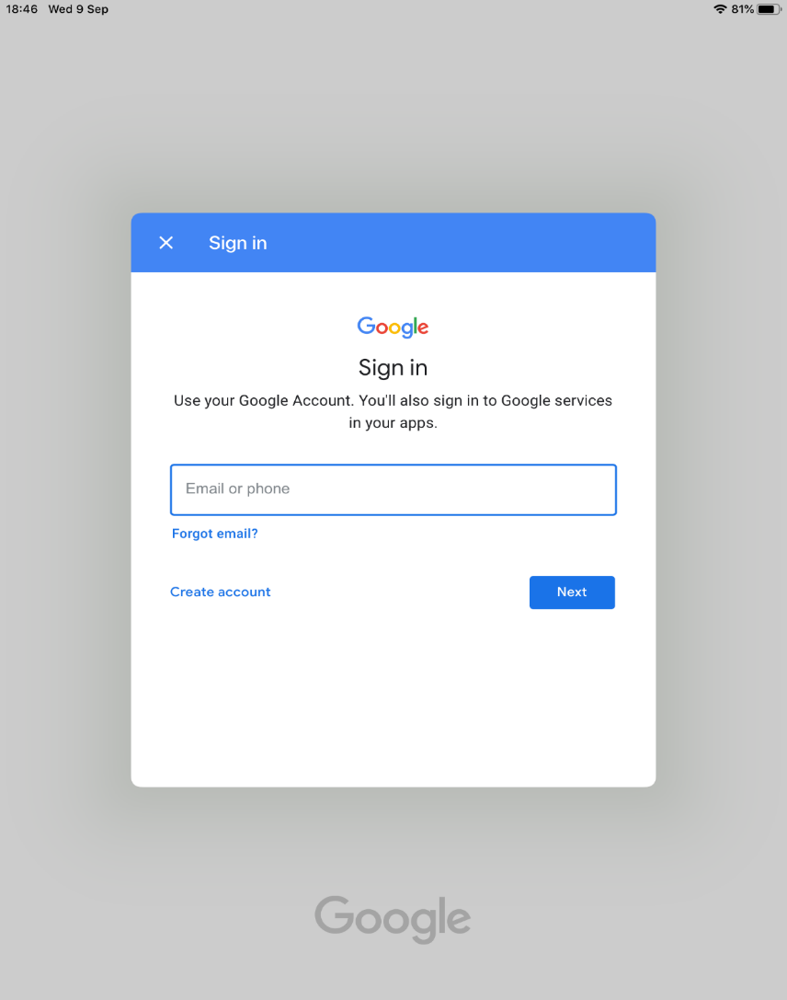 18:46 Wed 9 Sep 81%
Sign in
Google
Sign in
Use your Google Account. You'll also sign in to Google services
in your apps.
Email or phone
Forgot email?
Create account Next
Google